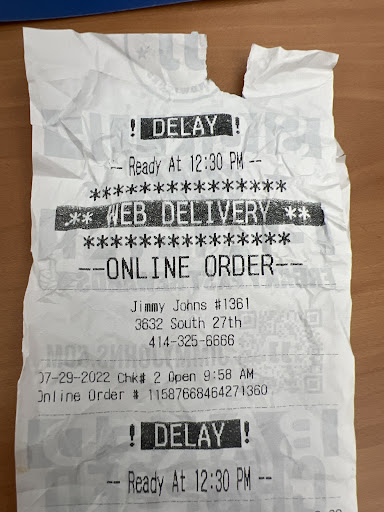 ! DELAY !
-- Ready At 12:30 PM --
**************
** WEB DELIVERY **
***************
--ONLINE ORDER--
Jimmy Johns #1361
3632 South 27th
414-325-6666
07-29-2022 Chk# 2 Open 9:58 AM
Online Order # 11587668464271360
! DELAY !
-- Ready At 12:30 PM --